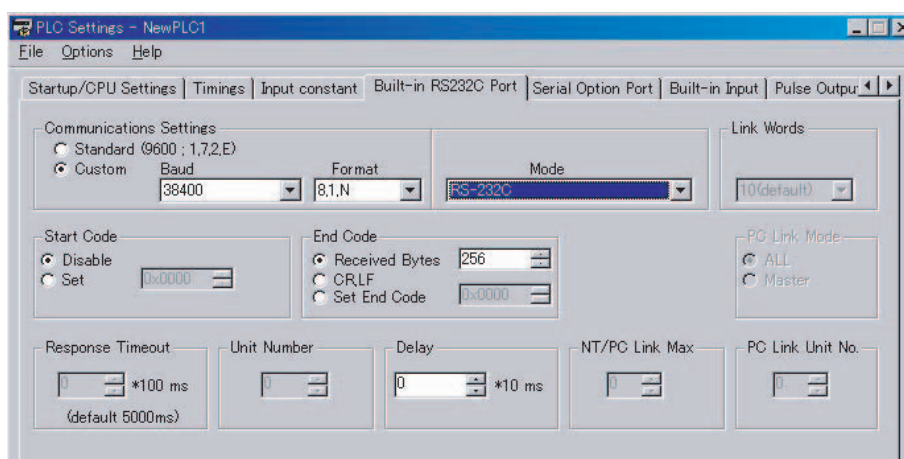 PLC Settings - NewPLC1
File Options Help
Startup/CPU Settings Timings Input constant Built-in RS232C Port Serial Option Port Built-in Input Pulse Outpu
Communications Settings
Standard (9600 ; 1,7,2,E)
Custom Baud Format Mode
38400 8,1,N RS-232C
Link Words
10(default)
Start Code
Disable
Set 0x0000
End Code
Received Bytes 256
CR,LF
Set End Code 0x0000
PC Link Mode
ALL
Master
Response Timeout
0 *100 ms
(default 5000ms)
Unit Number
0
Delay
0 *10 ms
NT/PC Link Max
0
PC Link Unit No.
0